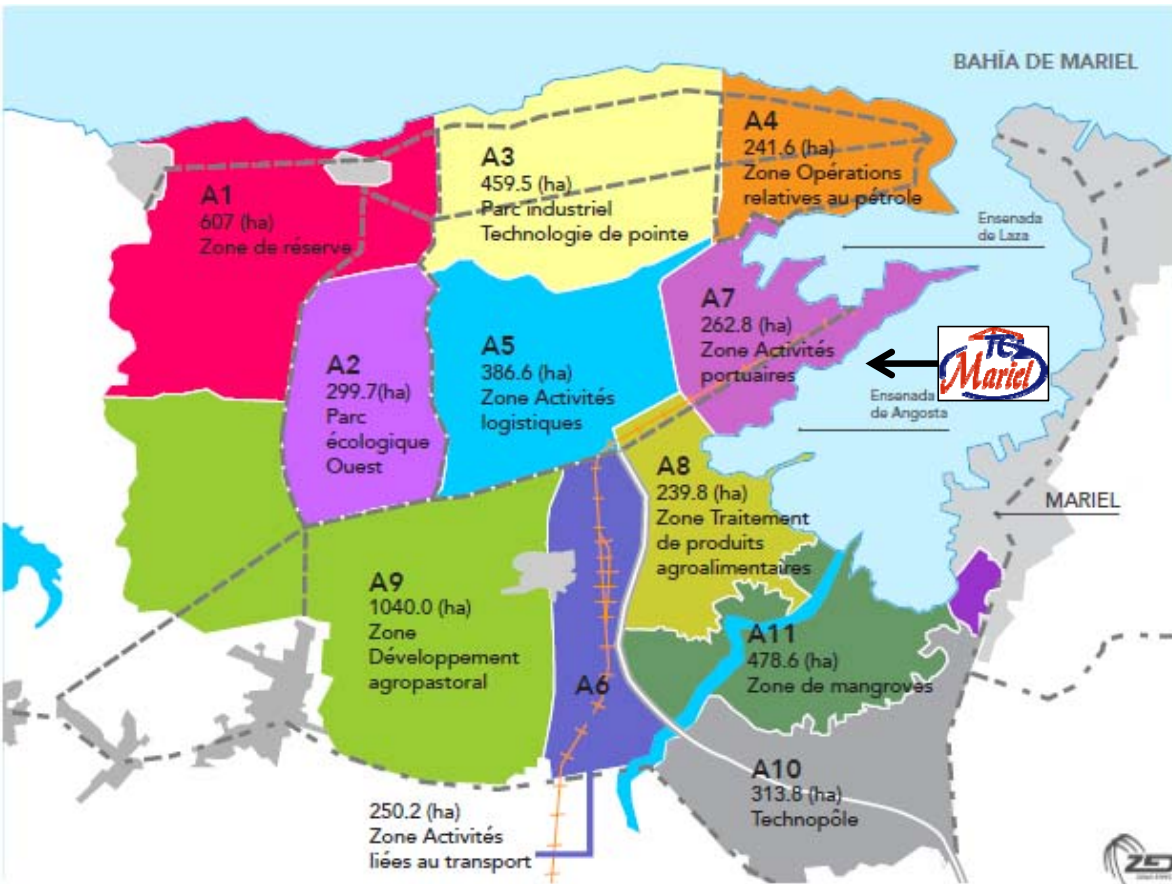 BAHÍA DE MARIEL
A4
241.6 (ha)
Zone Opérations
relatives au pétrole
A3
459.5 (ha)
Parc industriel
Technologie de pointe
A1
607 (ha)
Zone de réserve
Ensenada
de Laza
A7
262.8 (ha)
Zone Activités
portuaires
TC
Mariel
A5
386.6 (ha)
Zone Activités
logistiques
A2
299.7(ha)
Parc
écologique
Ouest
Ensenada
de Angosta
A8
239.8 (ha)
Zone Traitement
de produits
agroalimentaires
MARIEL
A9
1040.0 (ha)
Zone
Développement
agropastoral
A11
478.6 (ha)
Zone de mangroves
A6
A10
313.8 (ha)
Technopôle
250.2 (ha)
Zone Activités
liées au transport